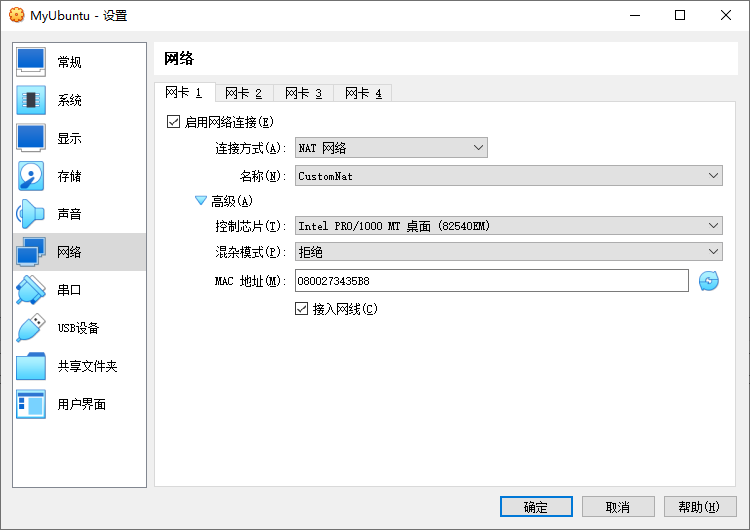 MyUbuntu - 设置
常规
系统
显示
存储
声音
网络
串口
USB设备
共享文件夹
用户界面
网络
网卡 1 网卡 2 网卡 3 网卡 4
启用网络连接(E)
连接方式(A): NAT 网络
名称(N): CustomNat
高级(A)
控制芯片(T): Intel PRO/1000 MT 桌面 (82540EM)
混杂模式(P): 拒绝
MAC 地址(M): 0800273435B8
接入网线(C)
确定 取消 帮助(H)